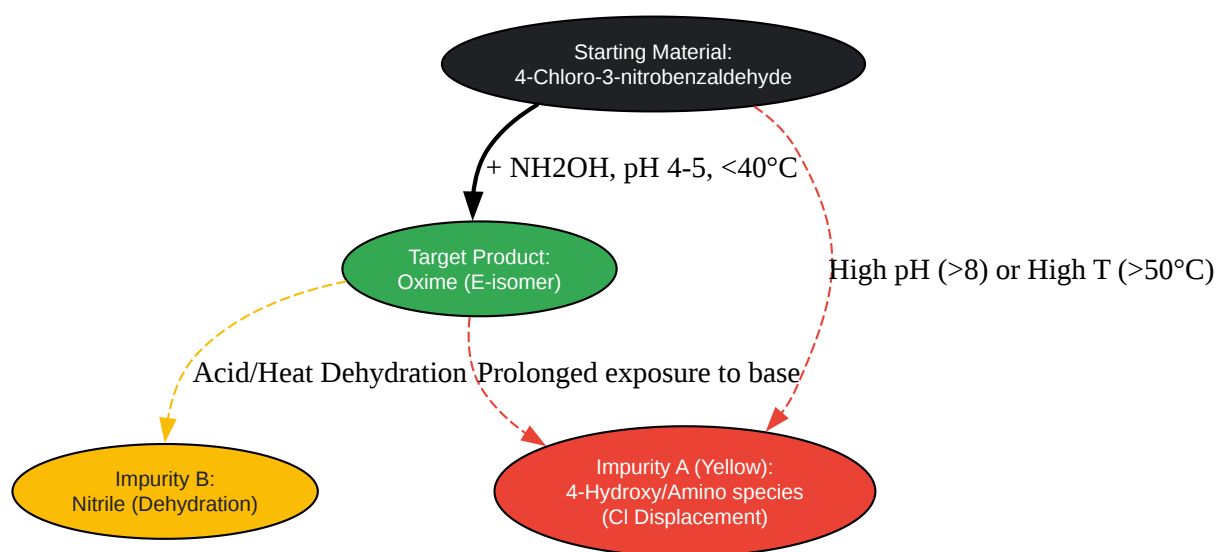 Starting Material:
4-Chloro-3-nitrobenzaldehyde
+ NH2OH, pH 4-5, <40°C
Target Product:
Oxime (E-isomer)
High pH (>8) or High T (>50°C)
Acid/Heat Dehydration
Prolonged exposure to base
Impurity B:
Nitrile (Dehydration)
Impurity A (Yellow):
4-Hydroxy/Amino species
(Cl Displacement)